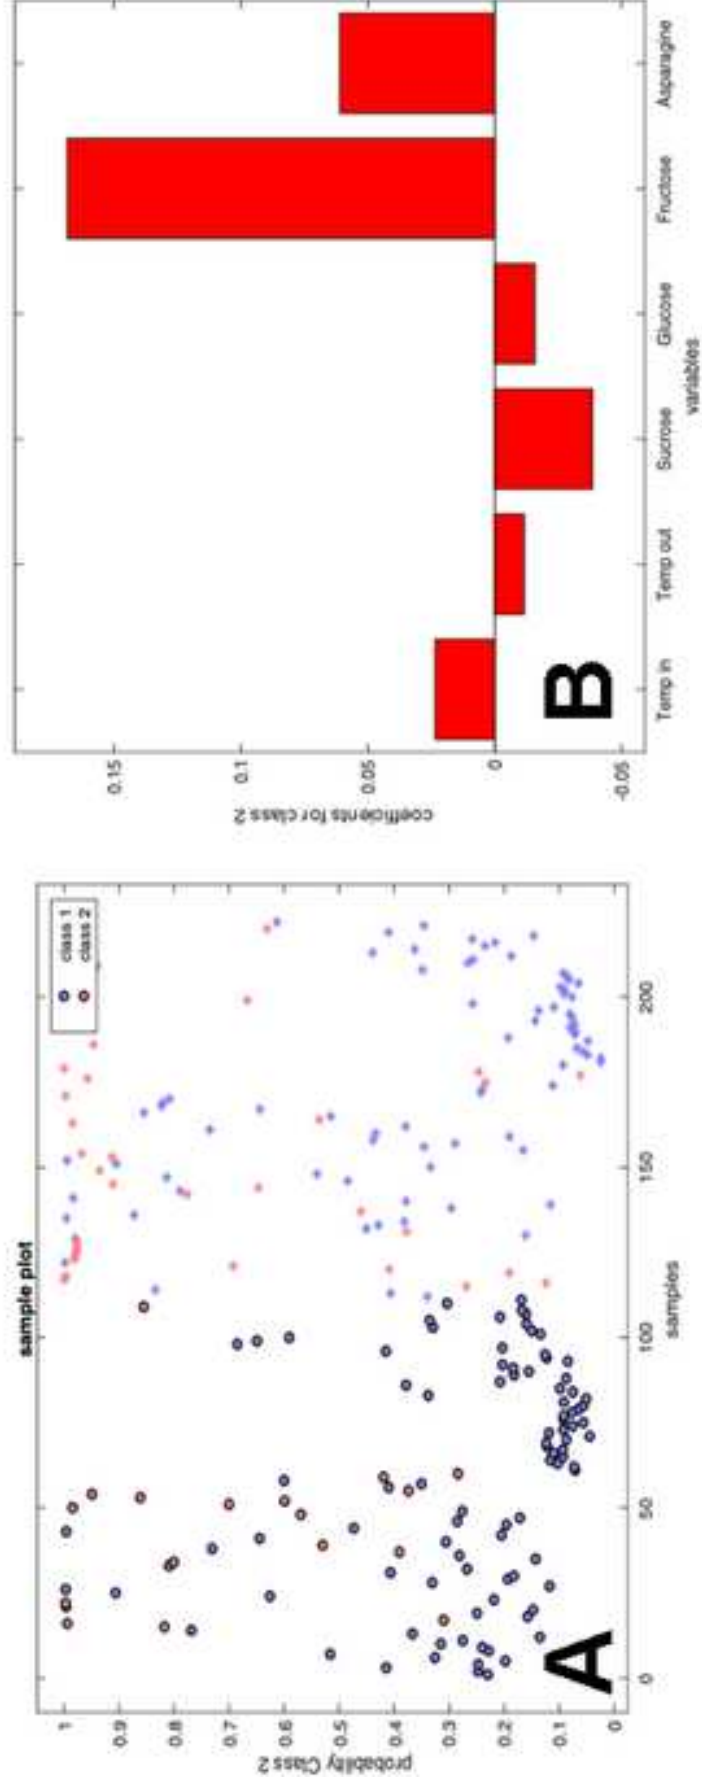 sample plot
class 1
class 2
probability Class 2
1
0.9
0.8
0.7
0.6
0.5
0.4
0.3
0.2
0.1
0
0
50
100
150
200
samples
A
coefficients for class 2
0.15
0.1
0.05
0
-0.05
Temp in
Temp out
Sucrose
Glucose
Fructose
Asparagine
variables
B